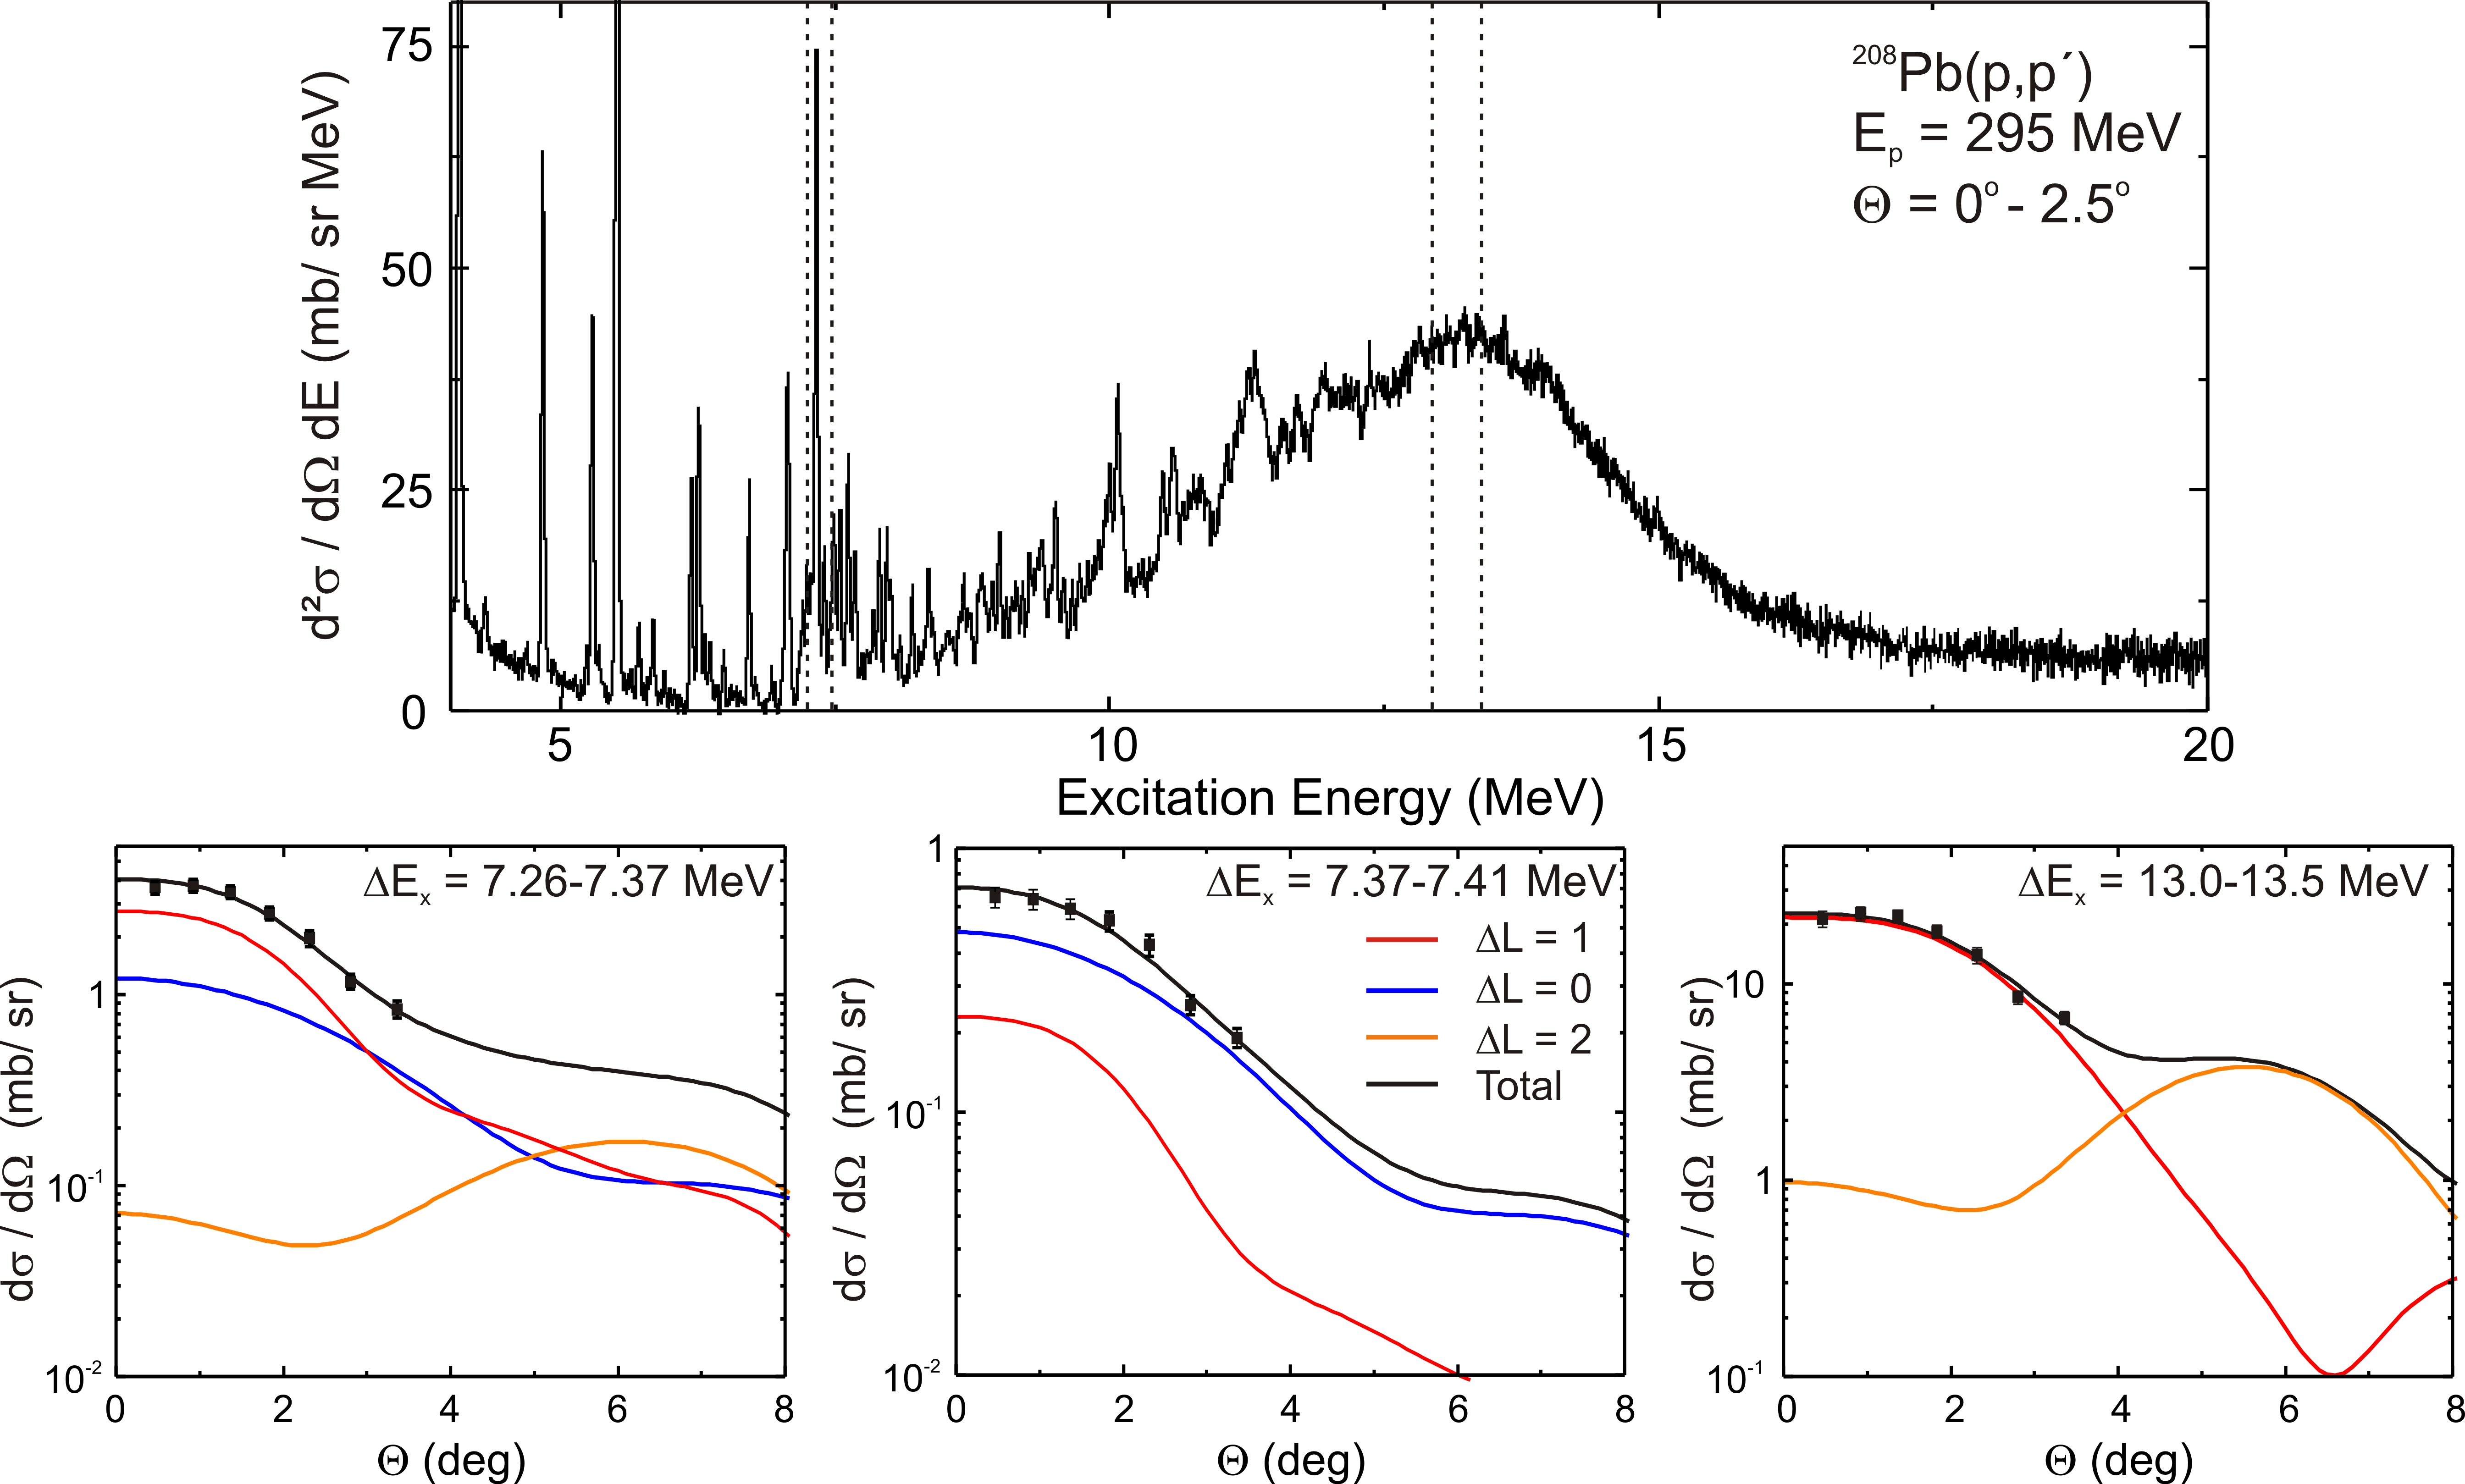 75
50
25
0
d²σ / dΩ dE (mb/ sr MeV)
²⁰⁸Pb(p,p´)
Eₚ = 295 MeV
Θ = 0° - 2.5°
5 10 15 20
Excitation Energy (MeV)
ΔEₓ = 7.26-7.37 MeV
1
10⁻¹
10⁻²
dσ / dΩ (mb/ sr)
0 2 4 6 8
Θ (deg)
ΔEₓ = 7.37-7.41 MeV
ΔL = 1
ΔL = 0
ΔL = 2
Total
1
10⁻¹
10⁻²
dσ / dΩ (mb/ sr)
0 2 4 6 8
Θ (deg)
ΔEₓ = 13.0-13.5 MeV
10
1
10⁻¹
dσ / dΩ (mb/ sr)
0 2 4 6 8
Θ (deg)